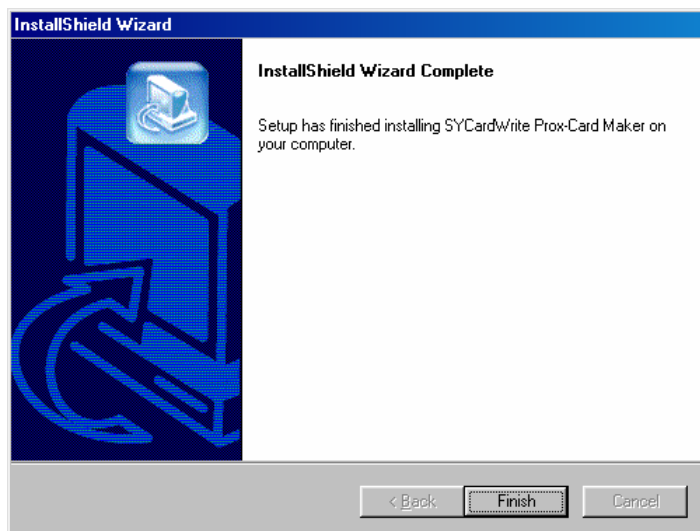 InstallShield Wizard
InstallShield Wizard Complete
Setup has finished installing SYCardWrite Prox-Card Maker on
your computer.
< Back
Finish
Cancel